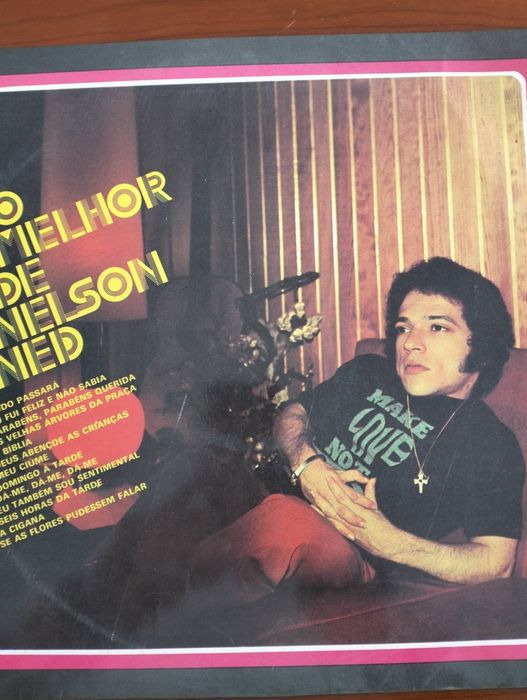 O
MELHOR
DE
NELSON
NED
TUDO PASSARÁ
FUI FELIZ E NÃO SABIA
PARABÉNS, PARABÉNS QUERIDA
AS VELHAS ÁRVORES DA PRAÇA
BÍBLIA
DEUS ABENÇOE AS CRIANÇAS
MEU CIÚME
DOMINGO À TARDE
DÁ-ME, DÁ-ME, DÁ-ME
EU TAMBÉM SOU SENTIMENTAL
SEIS HORAS DA TARDE
A CIGANA
SE AS FLORES PUDESSEM FALAR
MAKE
LOVE
NOT